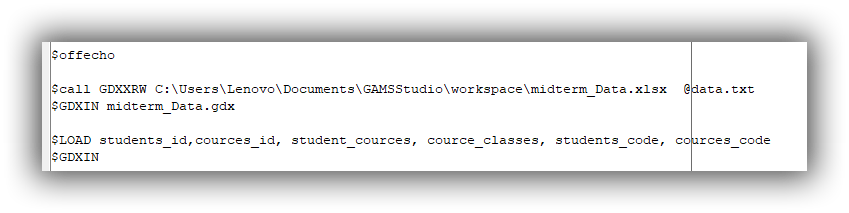 $offecho
$call GDXXRW C:\Users\Lenovo\Documents\GAMSStudio\workspace\midterm_Data.xlsx @data.txt
$GDXIN midterm_Data.gdx
$LOAD students_id,cources_id, student_cources, cource_classes, students_code, cources_code
$GDXIN